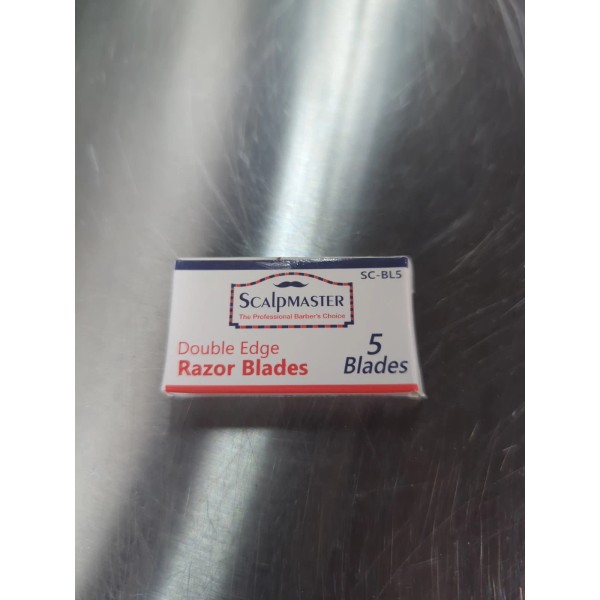 SC-BL5
SCALPMASTER
The Professional Barber's Choice
Double Edge
Razor Blades
5
Blades